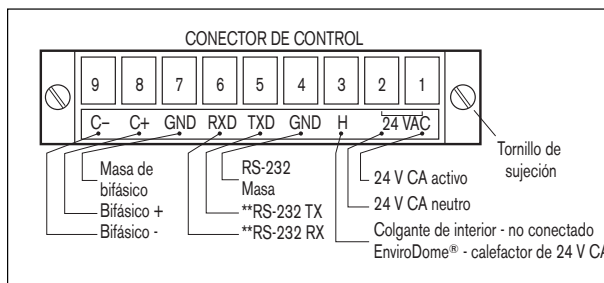 CONECTOR DE CONTROL
9 8 7 6 5 4 3 2 1
C– C+ GND RXD TXD GND H 24 VAC
Tornillo de
sujeción
Masa de
bifásico
Bifásico +
Bifásico -
RS-232
Masa
**RS-232 TX
**RS-232 RX
24 V CA activo
24 V CA neutro
Colgante de interior - no conectado
EnviroDome® - calefactor de 24 V CA